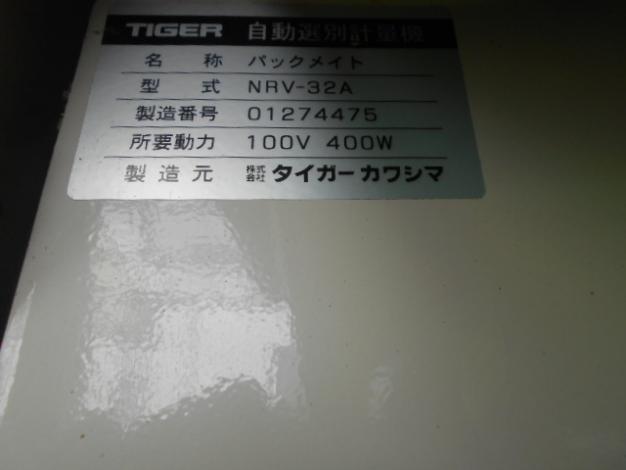 TIGER 自動選別計量機
名称 パックメイト
型式 NRV-32A
製造番号 01274475
所要動力 100V 400W
製造元 株式会社 タイガーカワシマ